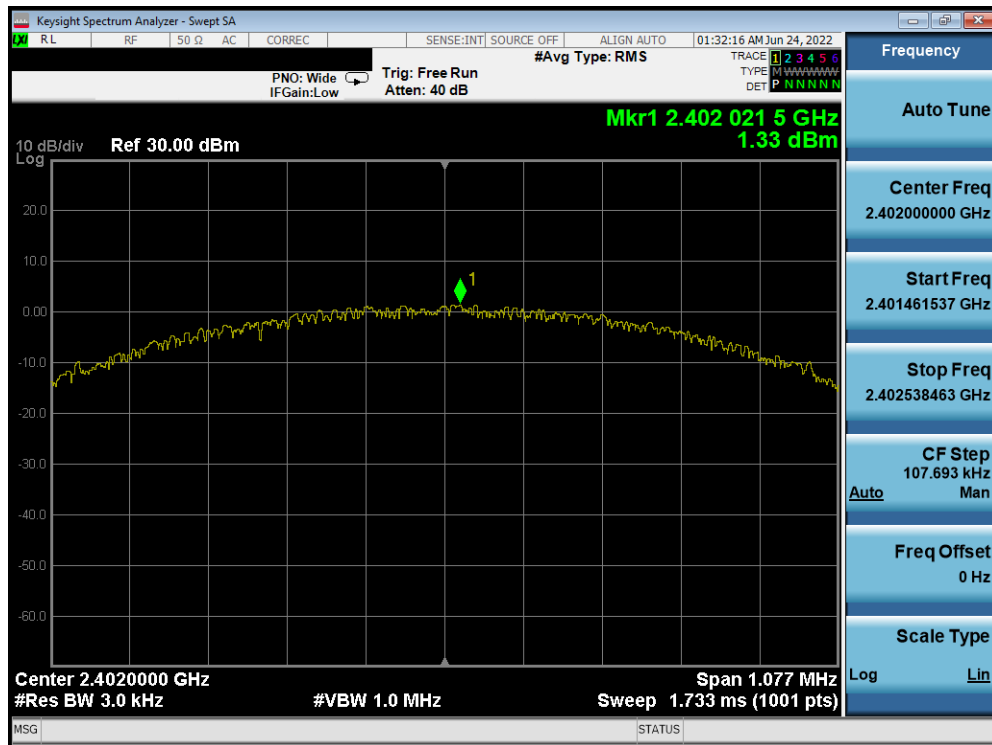 Keysight Spectrum Analyzer - Swept SA
LXI RL RF 50 Ω AC CORREC SENSE:INT SOURCE OFF ALIGN AUTO 01:32:16 AM Jun 24, 2022
#Avg Type: RMS
TRACE 1 2 3 4 5 6
TYPE M WWWWW
DET P N N N N N
PNO: Wide
IFGain:Low
Trig: Free Run
Atten: 40 dB
Mkr1 2.402 021 5 GHz
1.33 dBm
10 dB/div Ref 30.00 dBm
Log
20.0
10.0
0.00
-10.0
-20.0
-30.0
-40.0
-50.0
-60.0
1
Center 2.4020000 GHz
Span 1.077 MHz
#Res BW 3.0 kHz
#VBW 1.0 MHz
Sweep 1.733 ms (1001 pts)
MSG
STATUS
Frequency
Auto Tune
Center Freq
2.402000000 GHz
Start Freq
2.401461537 GHz
Stop Freq
2.402538463 GHz
CF Step
107.693 kHz
Auto Man
Freq Offset
0 Hz
Scale Type
Log Lin